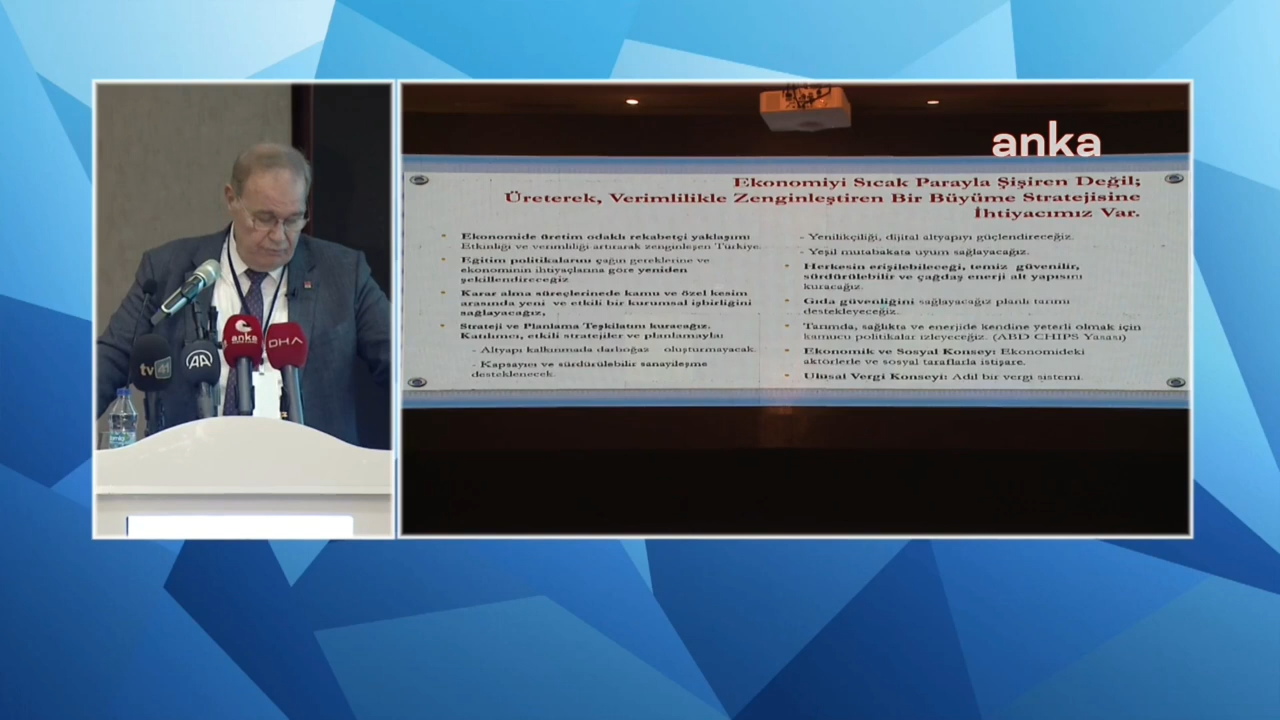 anka
Ekonomiyi Sıcak Parayla Şişiren Değil;
Üreterek, Verimlilikle Zenginleştiren Bir Büyüme Stratejisine
İhtiyacımız Var.
Ekonomide üretim odaklı rekabetçi yaklaşım:
Etkinliği ve verimliliği artırarak zenginleşen Türkiye.
Eğitim politikalarını çağın gereklerine ve
ekonominin ihtiyaçlarına göre yeniden
şekillendireceğiz
Karar alma süreçlerinde kamu ve özel kesim
arasında yeni ve etkili bir kurumsal işbirliğini
sağlayacağız,
Strateji ve Planlama Teşkilatını kuracağız.
Katılımcı, etkili stratejiler ve planlamayla;
- Altyapı kalkınmada darboğaz oluşturmayacak.
- Kapsayıcı ve sürdürülebilir sanayileşme
desteklenecek.
- Yenilikçiliği, dijital altyapıyı güçlendireceğiz.
- Yeşil mutabakata uyum sağlayacağız.
Herkesin erişilebileceği, temiz güvenilir,
sürdürülebilir ve çağdaş enerji alt yapısını
kuracağız.
Gıda güvenliğini sağlayacağız planlı tarımı
destekleyeceğiz.
Tarımda, sağlıkta ve enerjide kendine yeterli olmak için
kamucu politikalar izleyeceğiz. (ABD CHIPS Yasası)
Ekonomik ve Sosyal Konsey: Ekonomideki
aktörlerle ve sosyal taraflarla istişare.
Ulusal Vergi Konseyi: Adil bir vergi sistemi.
anka
DHA
AA
tv41